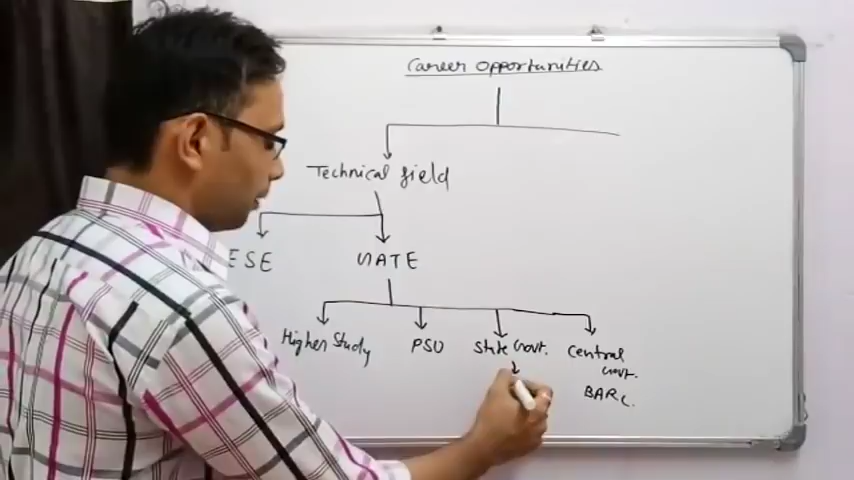 Career opportunities
Technical field
ESE
GATE
Higher Study
PSU
State Govt.
Central
Govt.
BARC.